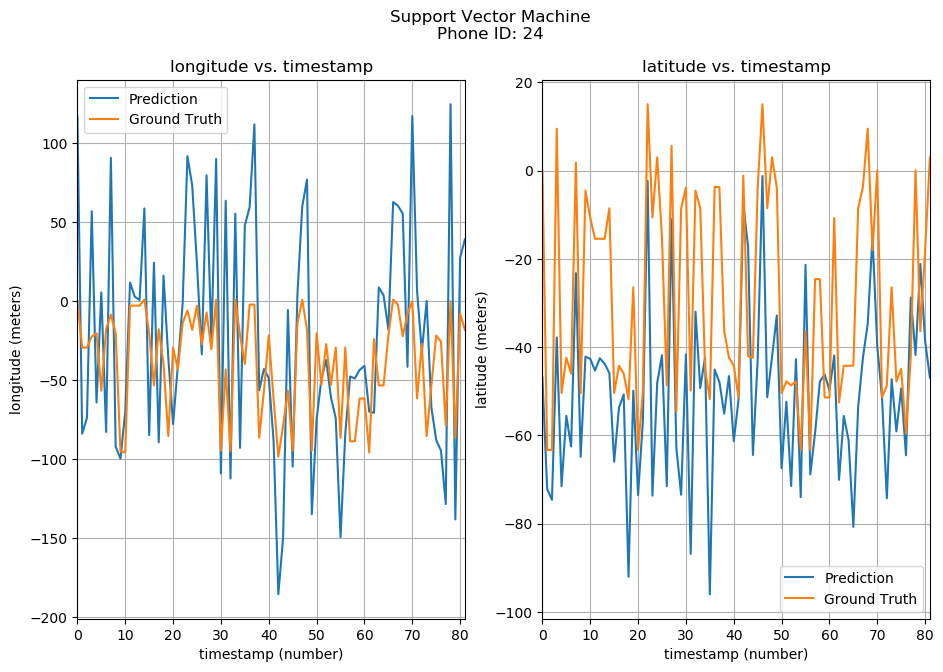 Support Vector Machine
Phone ID: 24
longitude vs. timestamp
Prediction
Ground Truth
100
50
0
−50
−100
−150
−200
longitude (meters)
0 10 20 30 40 50 60 70 80
timestamp (number)
latitude vs. timestamp
20
0
−20
−40
−60
−80
−100
latitude (meters)
Prediction
Ground Truth
0 10 20 30 40 50 60 70 80
timestamp (number)